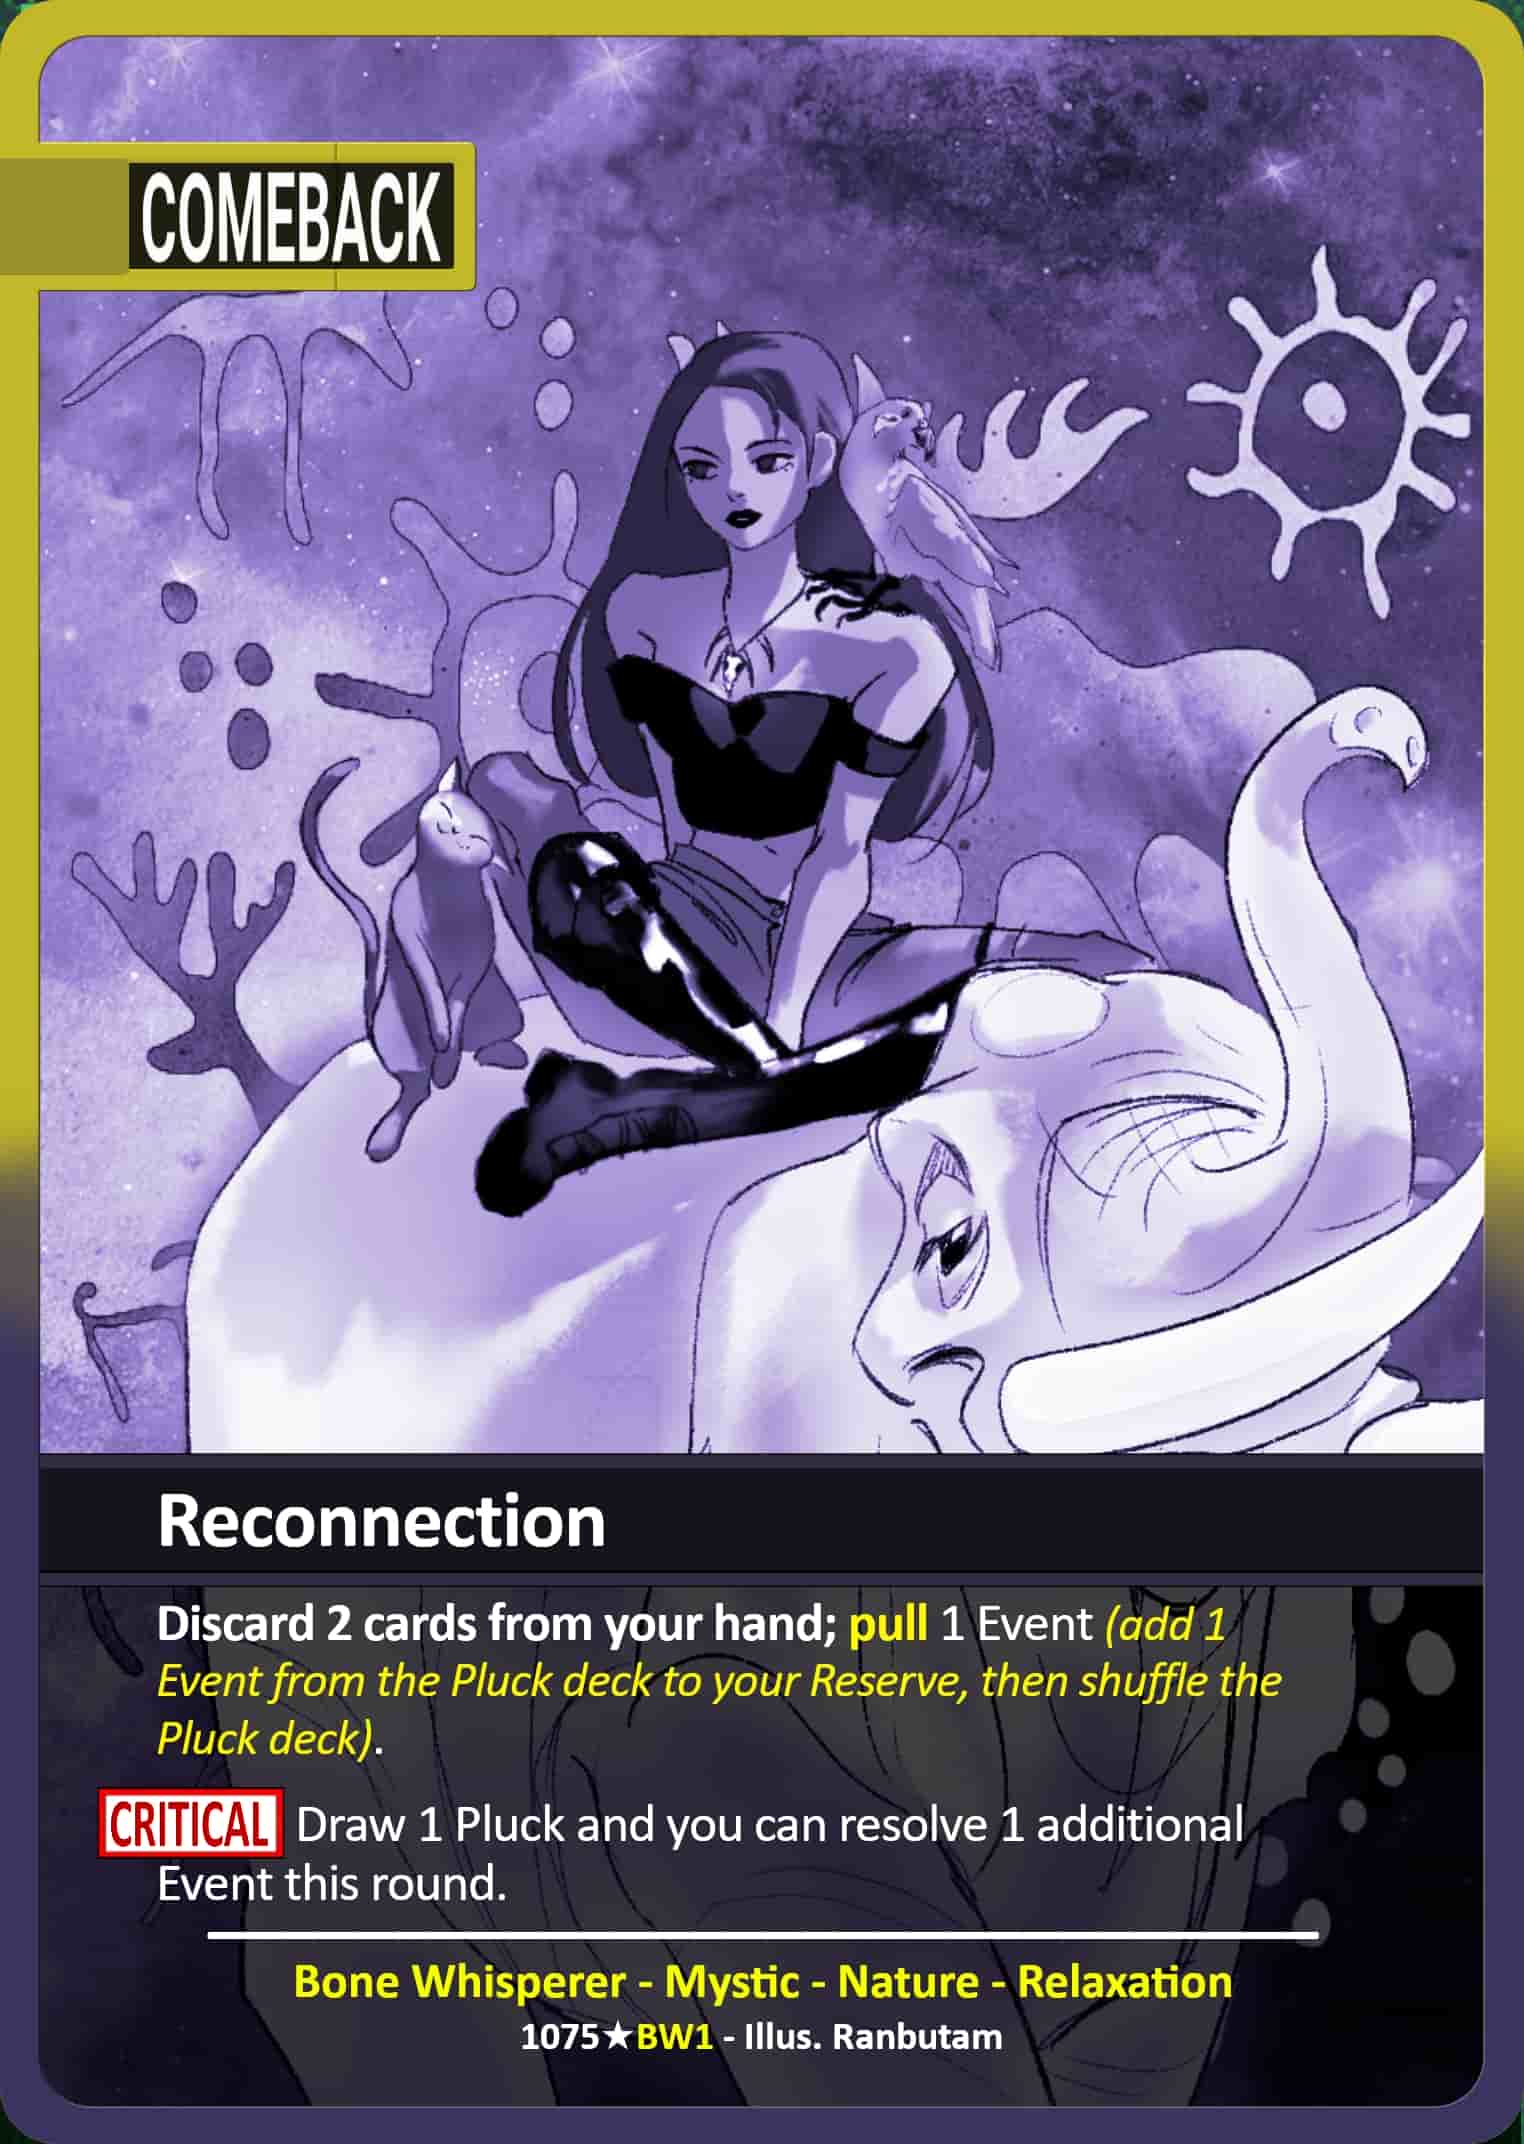 COMEBACK
Reconnection
Discard 2 cards from your hand; pull 1 Event (add 1
Event from the Pluck deck to your Reserve, then shuffle the
Pluck deck).
CRITICAL Draw 1 Pluck and you can resolve 1 additional
Event this round.
Bone Whisperer - Mystic - Nature - Relaxation
1075★BW1 - Illus. Ranbutam